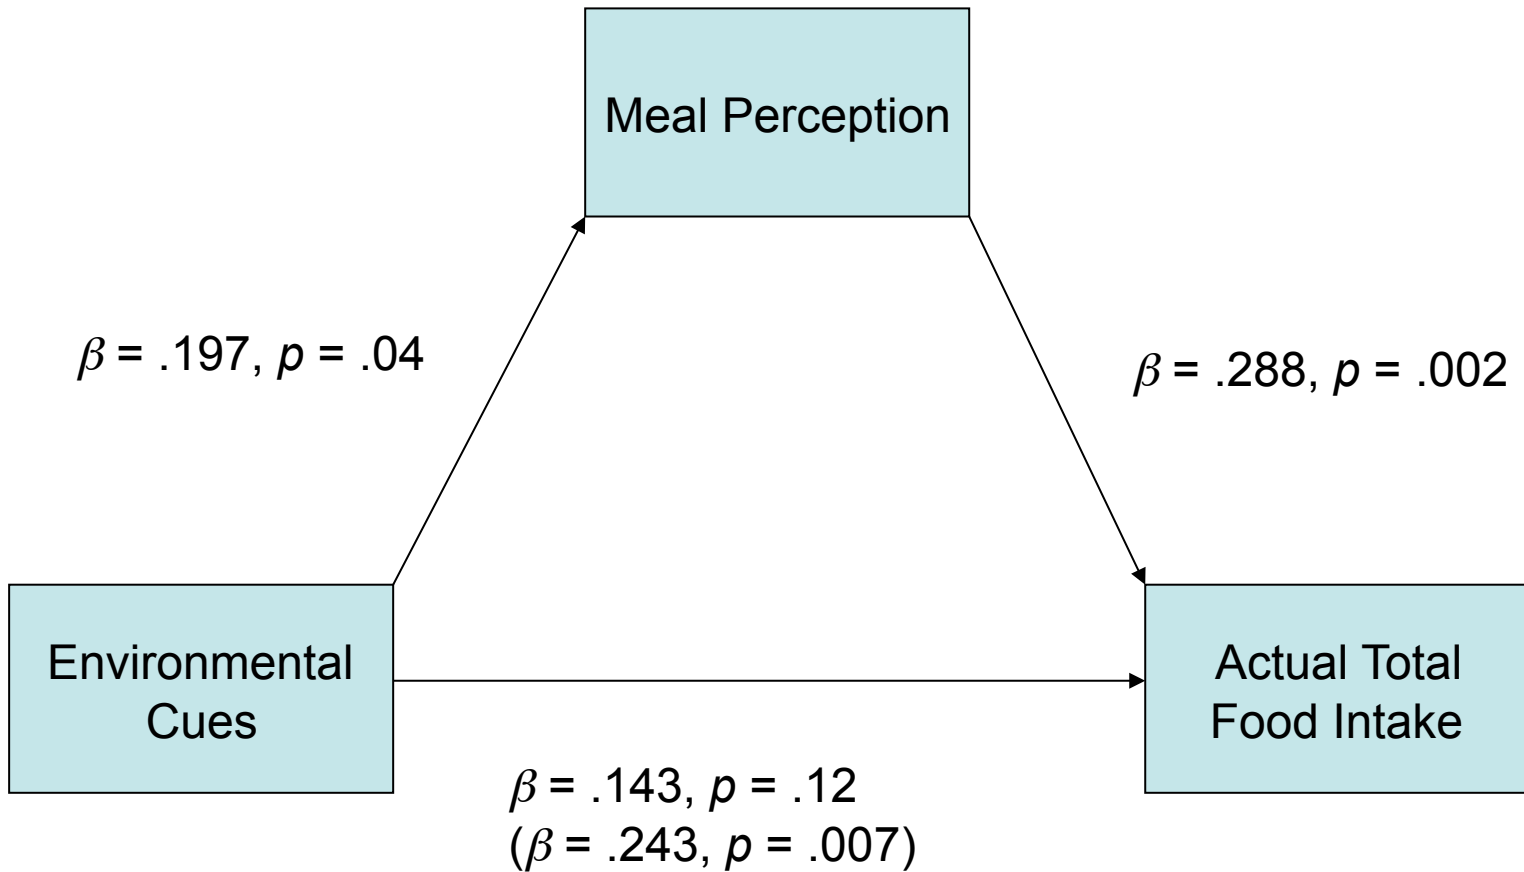 Meal Perception
β = .197, p = .04
β = .288, p = .002
Environmental
Cues
Actual Total
Food Intake
β = .143, p = .12
(β = .243, p = .007)